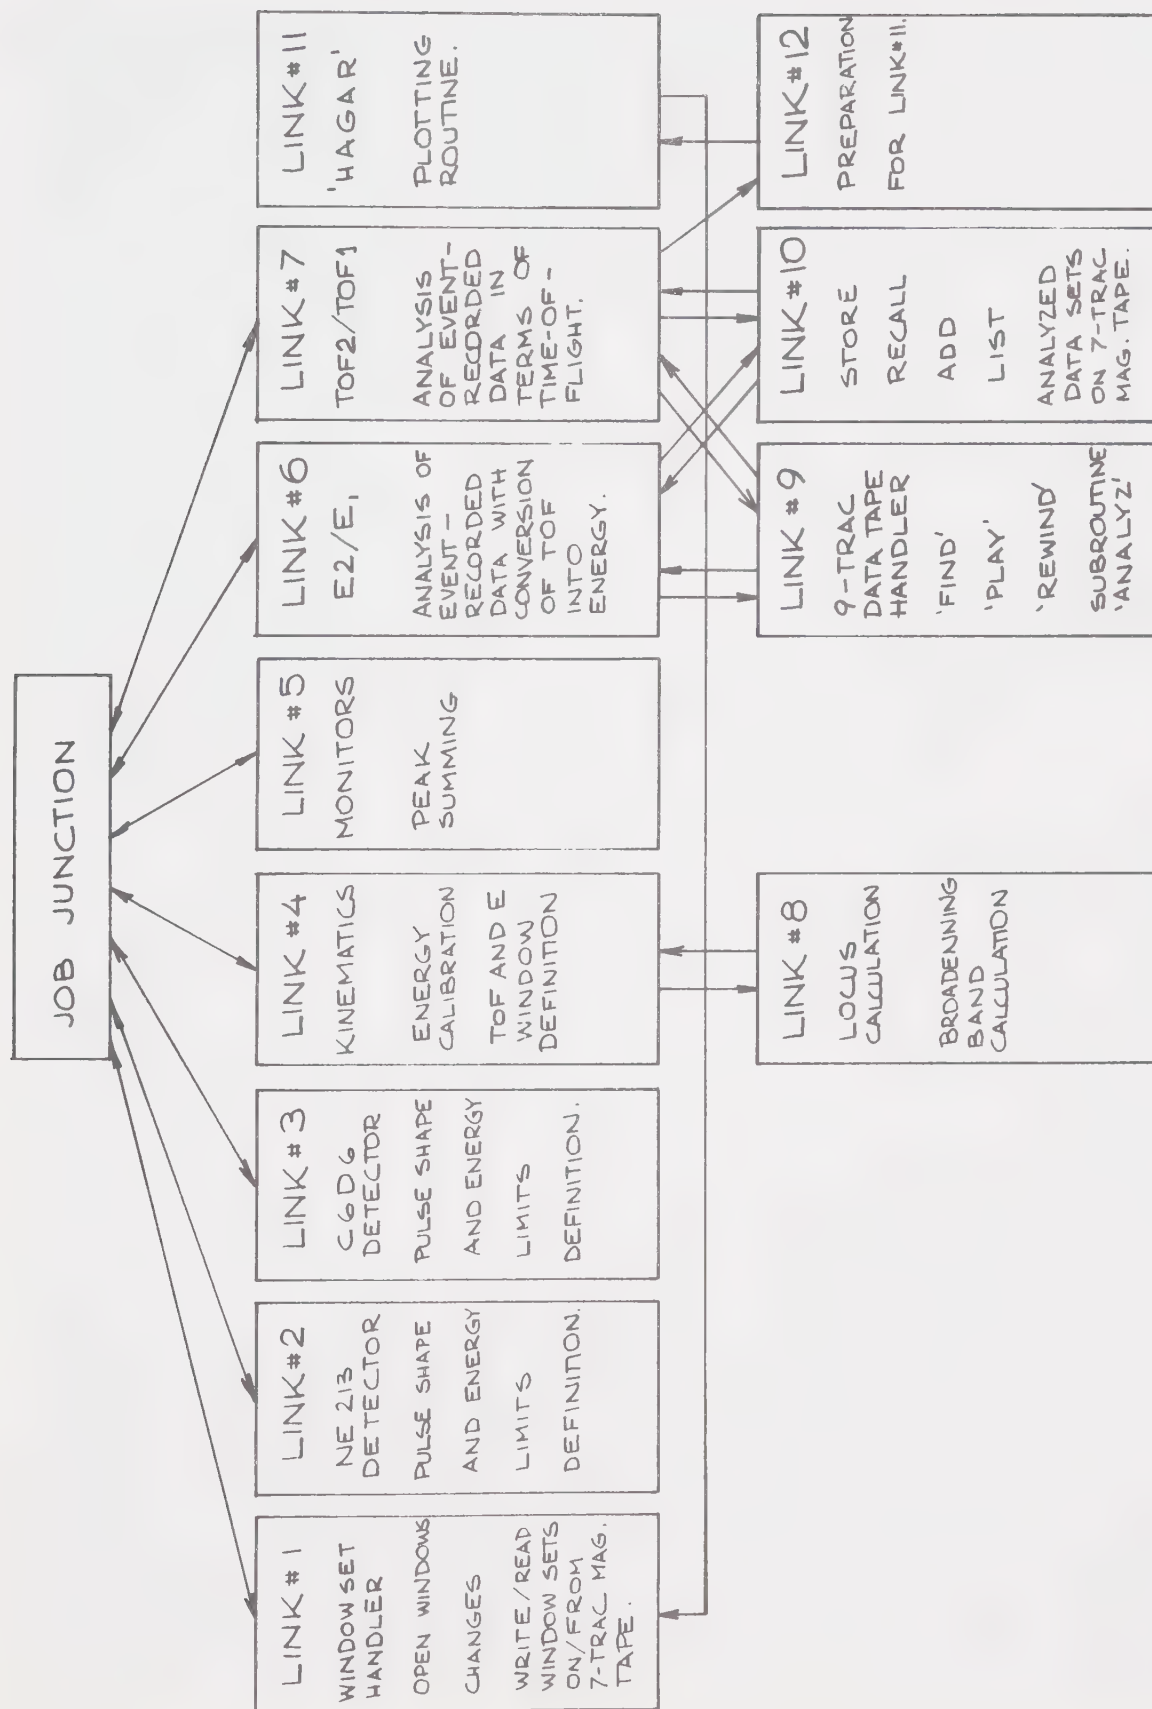 JOB JUNCTION
LINK # 1
WINDOW SET
HANDLER
OPEN WINDOWS
CHANGES
WRITE/READ
WINDOW SETS
ON/FROM
7-TRAC MAG.
TAPE.
LINK #2
NE 213
DETECTOR
PULSE SHAPE
AND ENERGY
LIMITS
DEFINITION.
LINK # 3
C6D6
DETECTOR
PULSE SHAPE
AND ENERGY
LIMITS
DEFINITION.
LINK #4
KINEMATICS
ENERGY
CALIBRATION
TOF AND E
WINDOW
DEFINITION
LINK #5
MONITORS
PEAK
SUMMING
LINK #6
E2/E1
ANALYSIS OF
EVENT-
RECORDED
DATA WITH
CONVERSION
OF TOF
INTO
ENERGY.
LINK #7
TOF2/TOF1
ANALYSIS
OF EVENT-
RECORDED
DATA IN
TERMS OF
TIME-OF-
FLIGHT.
LINK #11
'HAGAR'
PLOTTING
ROUTINE.
LINK #8
LOCUS
CALCULATION
BROADENNING
BAND
CALCULATION
LINK #9
9-TRAC
DATA TAPE
HANDLER
'FIND'
'PLAY'
'REWIND'
SUBROUTINE
'ANALYZ'
LINK #10
STORE
RECALL
ADD
LIST
ANALYZED
DATA SETS
ON 7-TRAC
MAG. TAPE.
LINK #12
PREPARATION
FOR LINK #11.